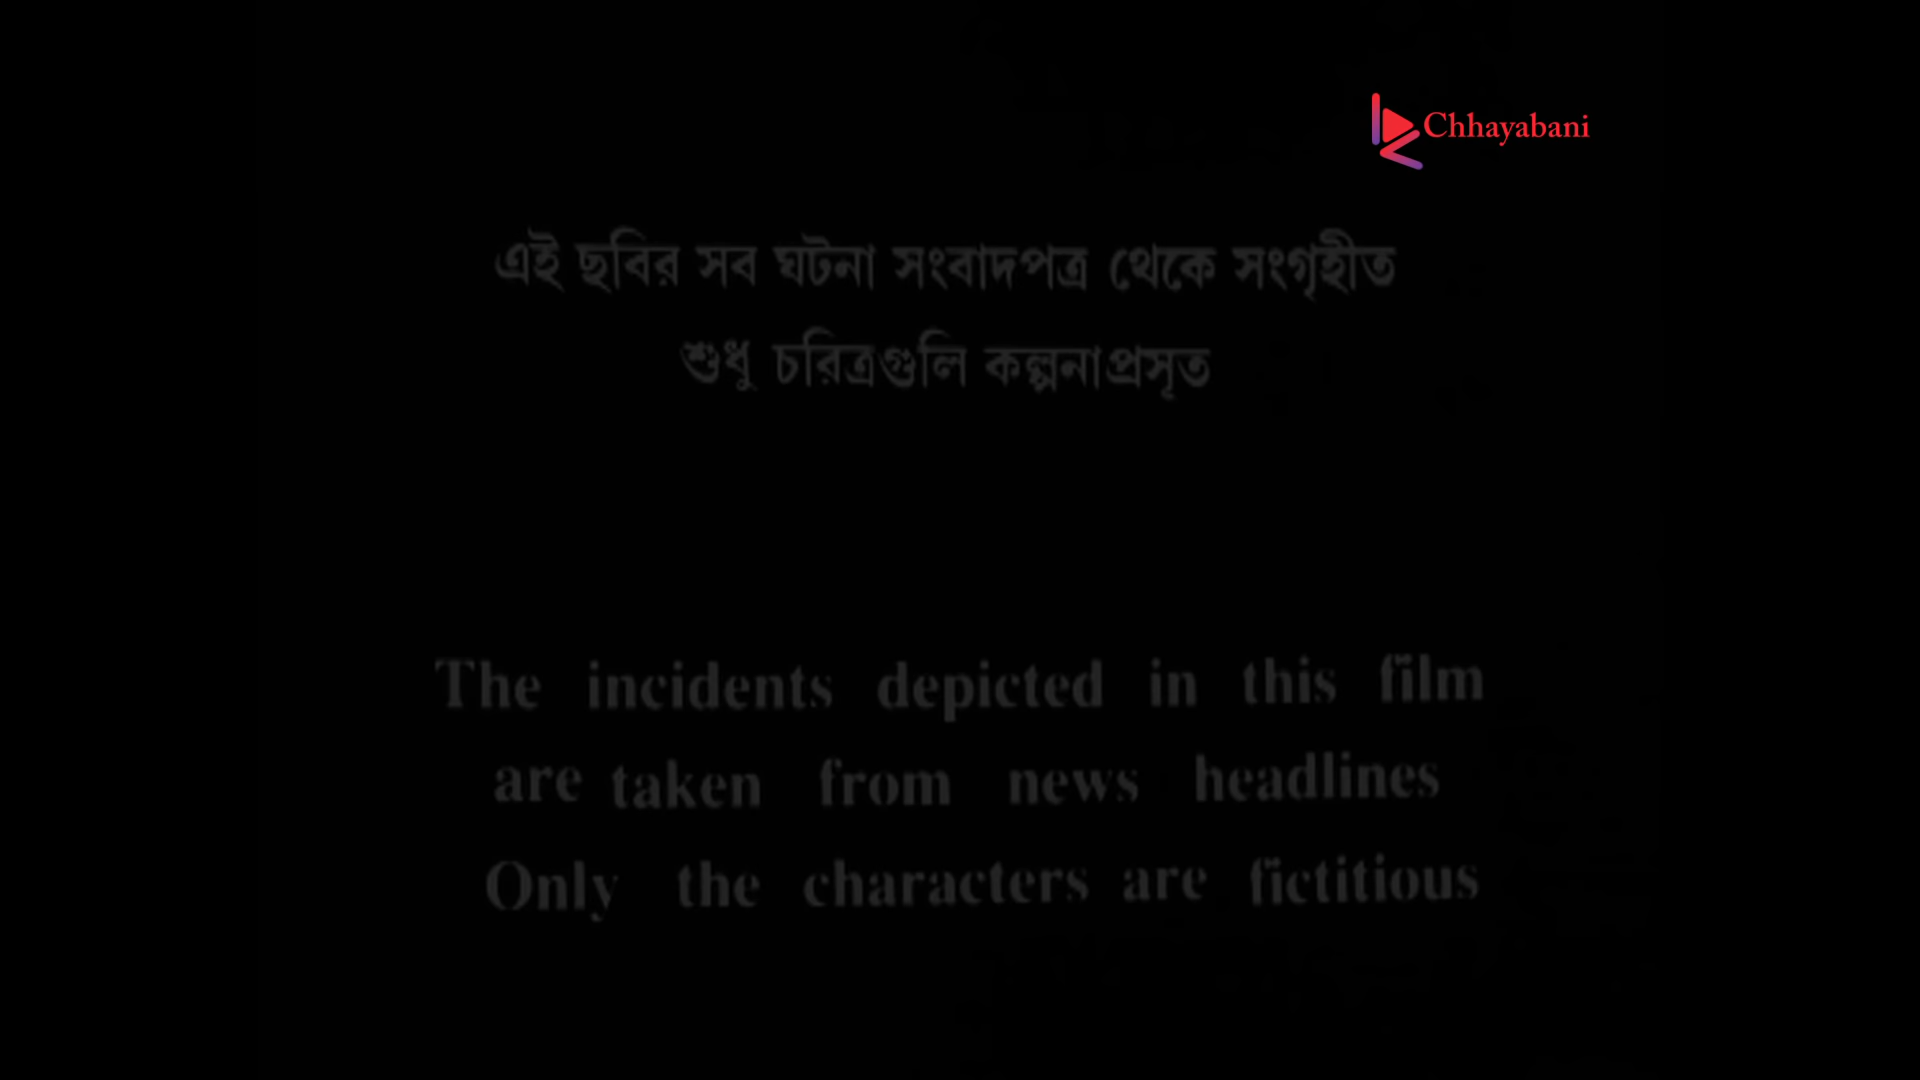 Chhayabani
এই ছবির সব ঘটনা সংবাদপত্র থেকে সংগৃহীত
শুধু চরিত্রগুলি কল্পনাপ্রসূত
The incidents depicted in this film
are taken from news headlines
Only the characters are fictitious